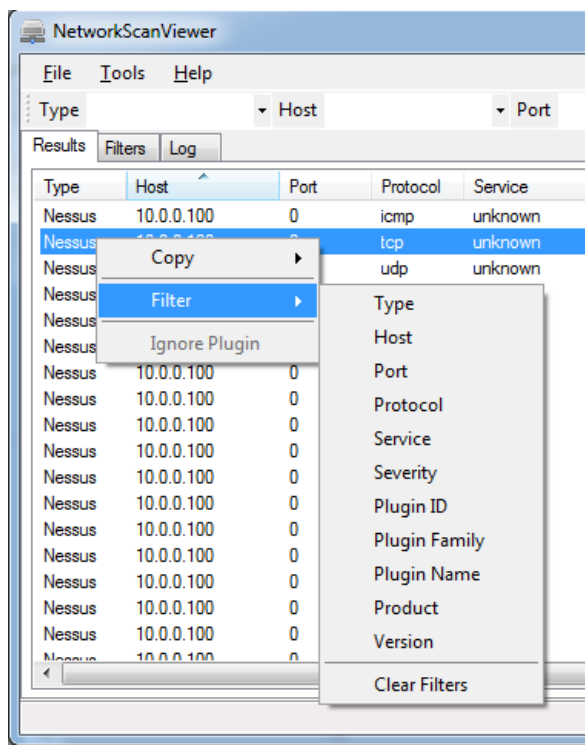 NetworkScanViewer
File Tools Help
Type Host Port
Results Filters Log
Type Host Port Protocol Service
Nessus 10.0.0.100 0 icmp unknown
Nessus tcp unknown
Nessus udp unknown
Nessus
Nessus
Nessus
Nessus 10.0.0.100 0
Nessus 10.0.0.100 0
Nessus 10.0.0.100 0
Nessus 10.0.0.100 0
Nessus 10.0.0.100 0
Nessus 10.0.0.100 0
Nessus 10.0.0.100 0
Nessus 10.0.0.100 0
Nessus 10.0.0.100 0
Nessus 10.0.0.100 0
Nessus 10.0.0.100 0
Copy
Filter
Ignore Plugin
Type
Host
Port
Protocol
Service
Severity
Plugin ID
Plugin Family
Plugin Name
Product
Version
Clear Filters